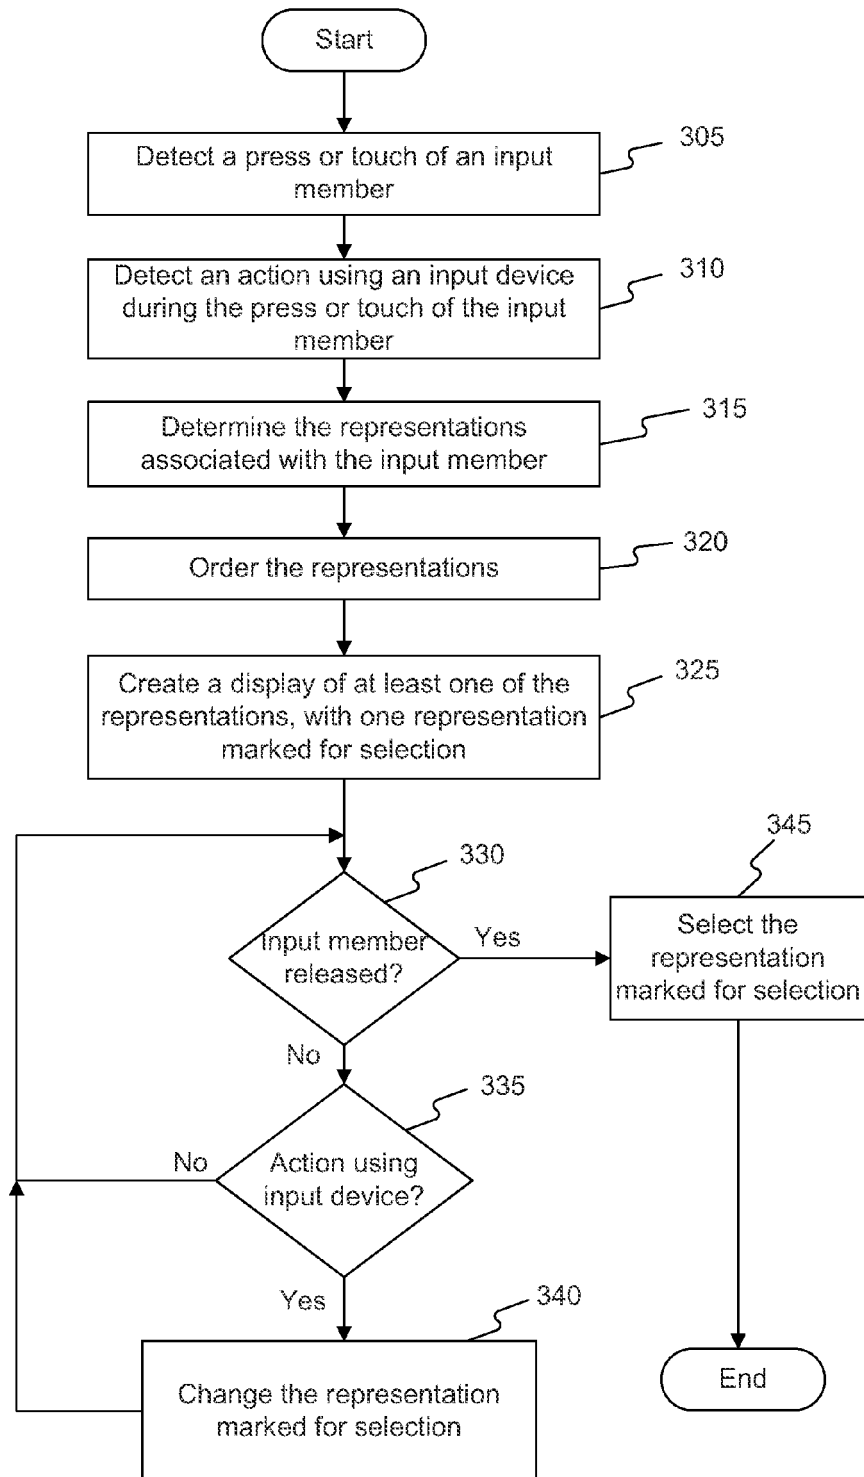 Start
Detect a press or touch of an input
member
305
Detect an action using an input device
during the press or touch of the input
member
310
Determine the representations
associated with the input member
315
Order the representations
320
Create a display of at least one of the
representations, with one representation
marked for selection
325
330
Input member
released?
Yes
345
Select the
representation
marked for selection
No
335
Action using
input device?
No
Yes
340
Change the representation
marked for selection
End